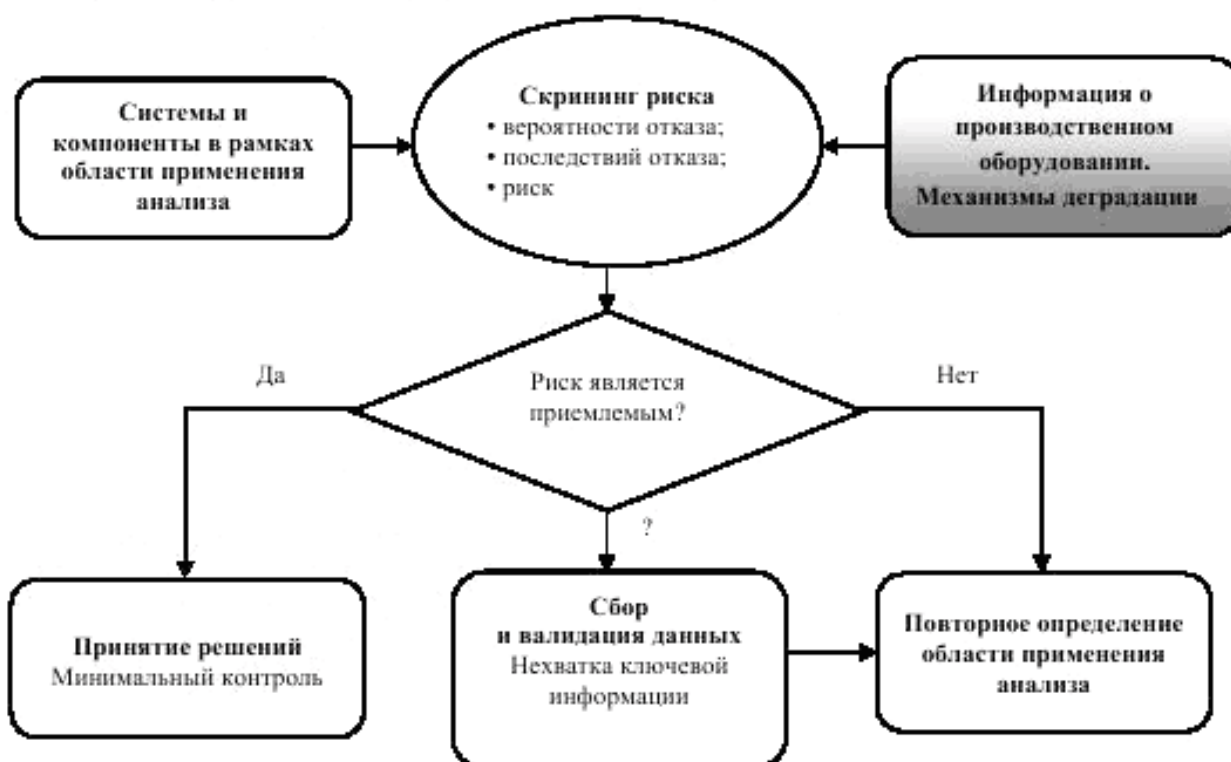 Системы и
компоненты в рамках
области применения
анализа
Скрининг риска
• вероятности отказа;
• последствий отказа;
• риск
Информация о
производственном
оборудовании.
Механизмы деградации
Да
Риск является
приемлемым?
Нет
?
Принятие решений
Минимальный контроль
Сбор
и валидация данных
Нехватка ключевой
информации
Повторное определение
области применения
анализа